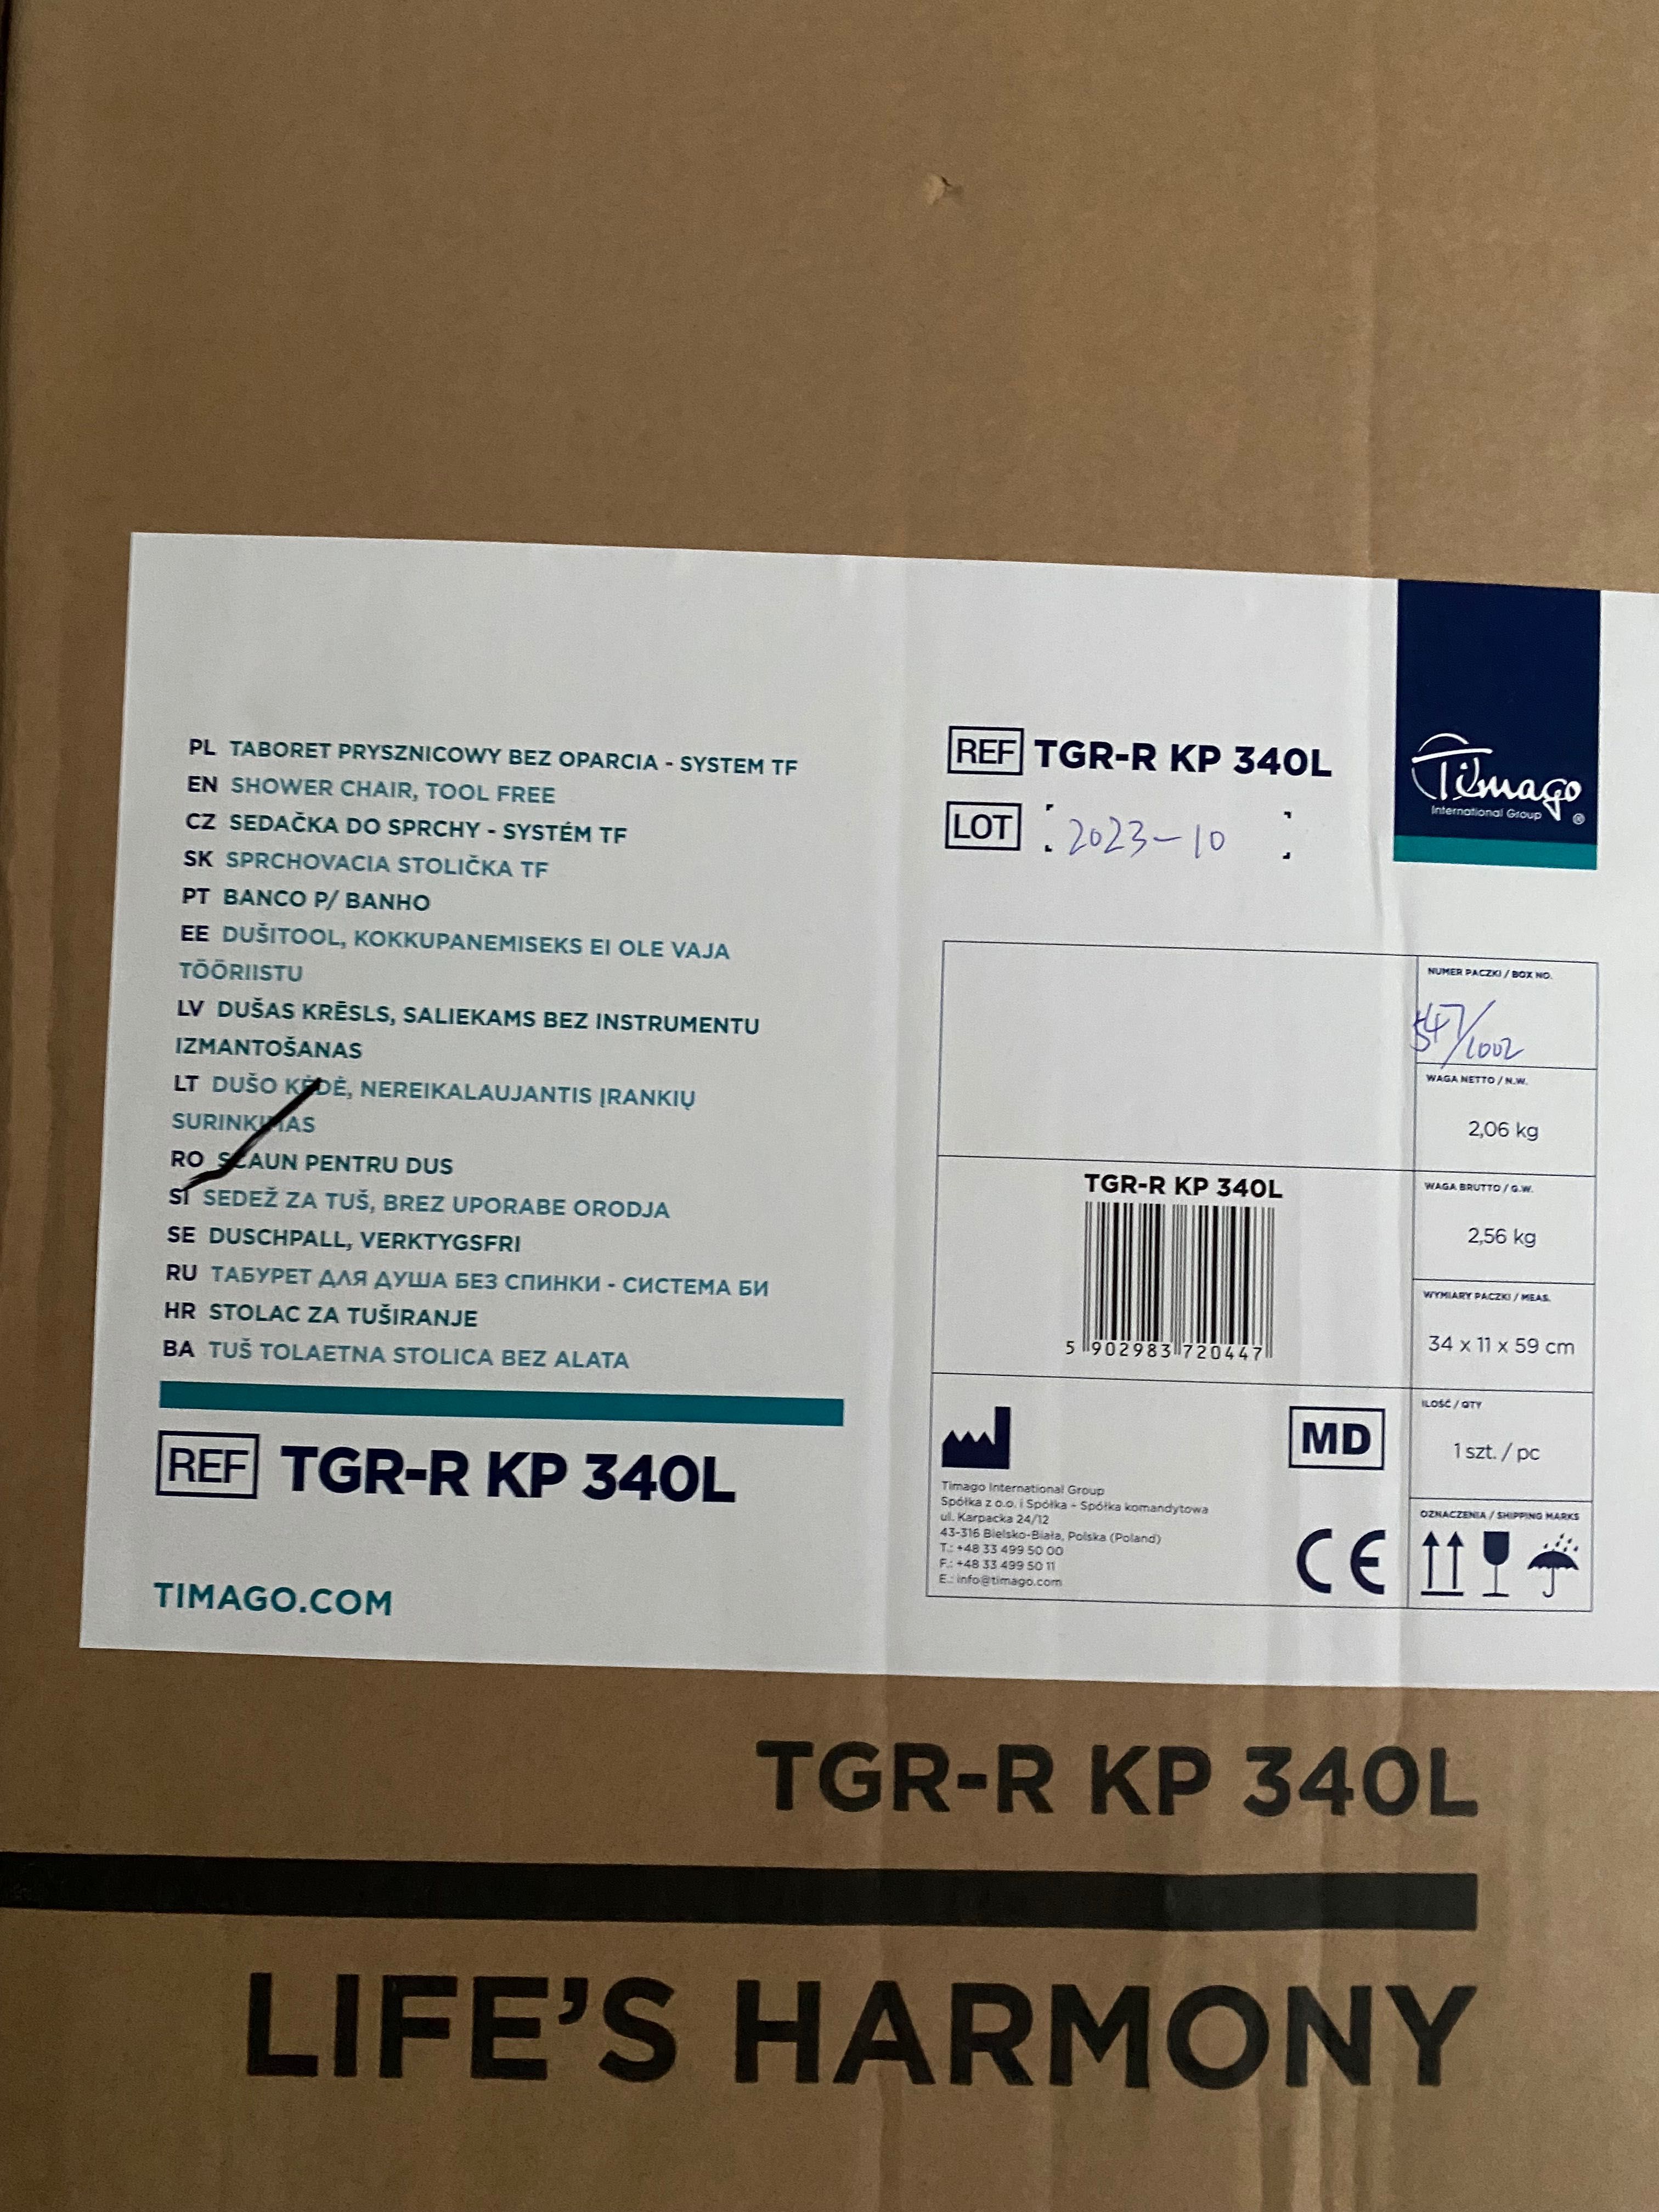 PL TABORET PRYSZNICOWY BEZ OPARCIA - SYSTEM TF
EN SHOWER CHAIR, TOOL FREE
CZ SEDAČKA DO SPRCHY - SYSTÉM TF
SK SPRCHOVACIA STOLIČKA TF
PT BANCO P/ BANHO
EE DUŠITOOL, KOKKUPANEMISEKS EI OLE VAJA
TÖÖRIISTU
LV DUŠAS KRĒSLS, SALIEKAMS BEZ INSTRUMENTU
IZMANTOŠANAS
LT DUŠO KĖDĖ, NEREIKALAUJANTIS ĮRANKIŲ
SURINKIMAS
RO SCAUN PENTRU DUS
SI SEDEŽ ZA TUŠ, BREZ UPORABE ORODJA
SE DUSCHPALL, VERKTYGSFRI
RU ТАБУРЕТ ДЛЯ ДУША БЕЗ СПИНКИ - СИСТЕМА БИ
HR STOLAC ZA TUŠIRANJE
BA TUŠ TOLAETNA STOLICA BEZ ALATA
REF TGR-R KP 340L
TIMAGO.COM
REF TGR-R KP 340L
LOT 2023-10
Timago
International Group ®
NUMER PACZKI / BOX NO.
547/1002
WAGA NETTO / N.W.
2,06 kg
WAGA BRUTTO / G.W.
2,56 kg
WYMIARY PACZKI / MEAS.
34 x 11 x 59 cm
ILOŚĆ / QTY
1 szt. / pc
OZNACZENIA / SHIPPING MARKS
TGR-R KP 340L
5 902983 720447
MD
Timago International Group
Spółka z o.o. i Spółka - Spółka komandytowa
ul. Karpacka 24/12
43-316 Bielsko-Biała, Polska (Poland)
T.: +48 33 499 50 00
F.: +48 33 499 50 11
E.: info@timago.com
CE
TGR-R KP 340L
LIFE'S HARMONY